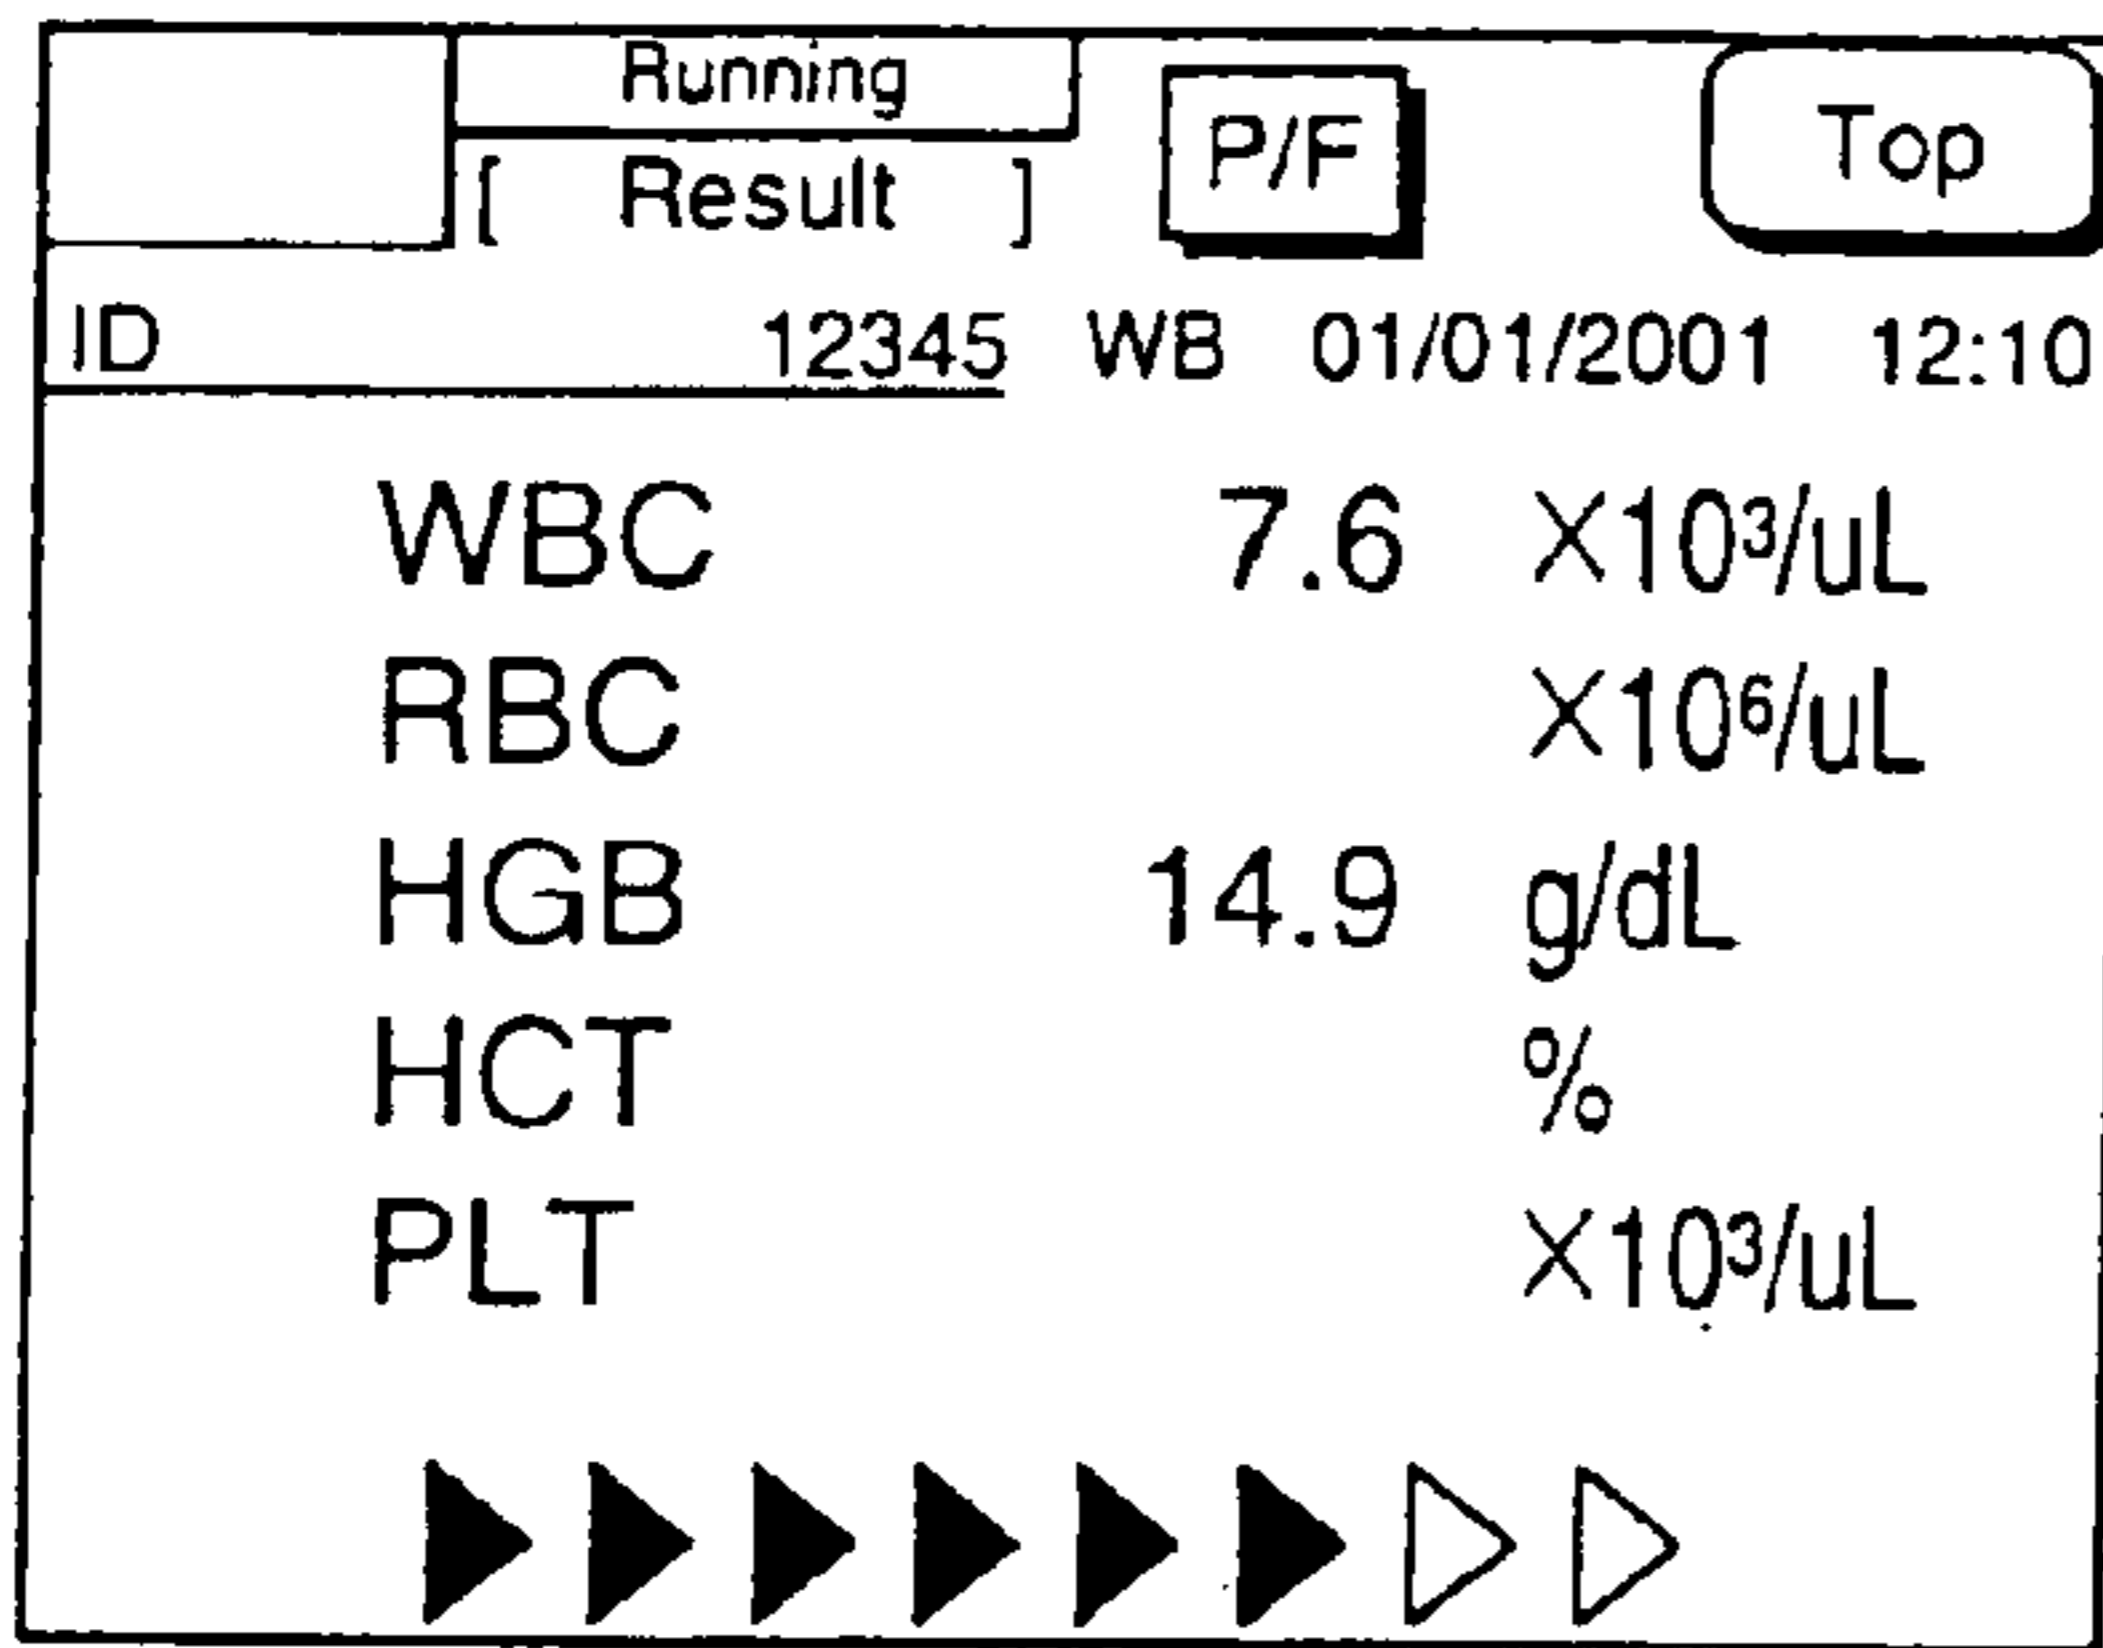 Running
[ Result ]
P/F
Top
ID 12345 WB 01/01/2001 12:10
WBC 7.6 X10³/uL
RBC X10⁶/uL
HGB 14.9 g/dL
HCT %
PLT X10³/uL